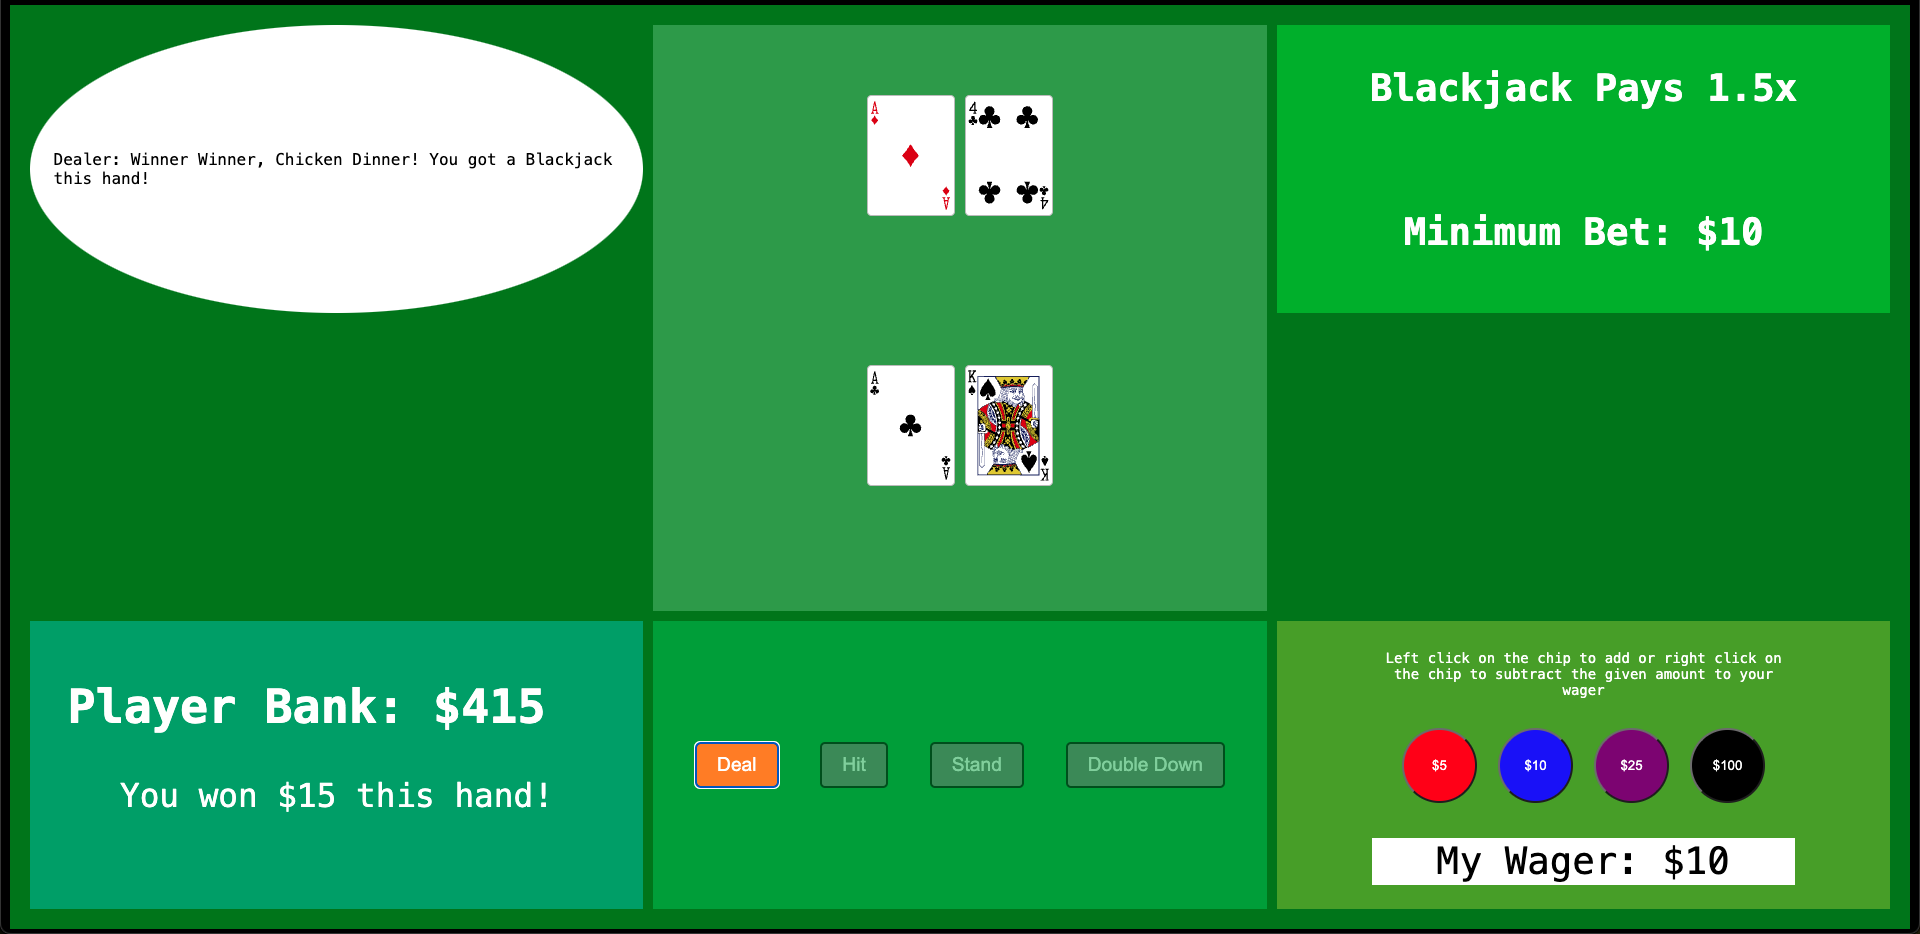 Dealer: Winner Winner, Chicken Dinner! You got a Blackjack
this hand!
A
A
4
4
A
A
K
K
Blackjack Pays 1.5x
Minimum Bet: $10
Player Bank: $415
You won $15 this hand!
Deal
Hit
Stand
Double Down
Left click on the chip to add or right click on
the chip to subtract the given amount to your
wager
$5
$10
$25
$100
My Wager: $10